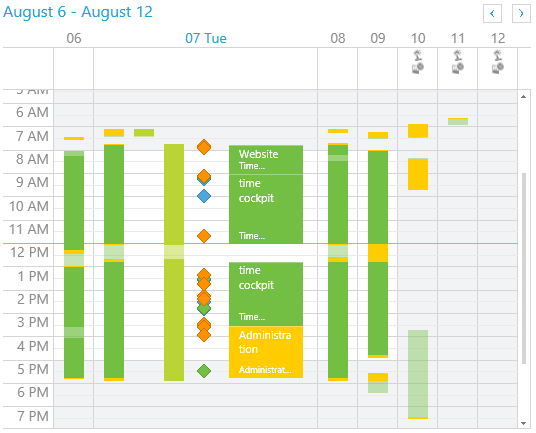 August 6 - August 12
06 07 Tue 08 09 10 11 12
5 AM
6 AM
7 AM
8 AM
9 AM
10 AM
11 AM
12 PM
1 PM
2 PM
3 PM
4 PM
5 PM
6 PM
7 PM
Website
Time...
time
cockpit
Time...
time
cockpit
Time...
Administra
tion
Administrat...